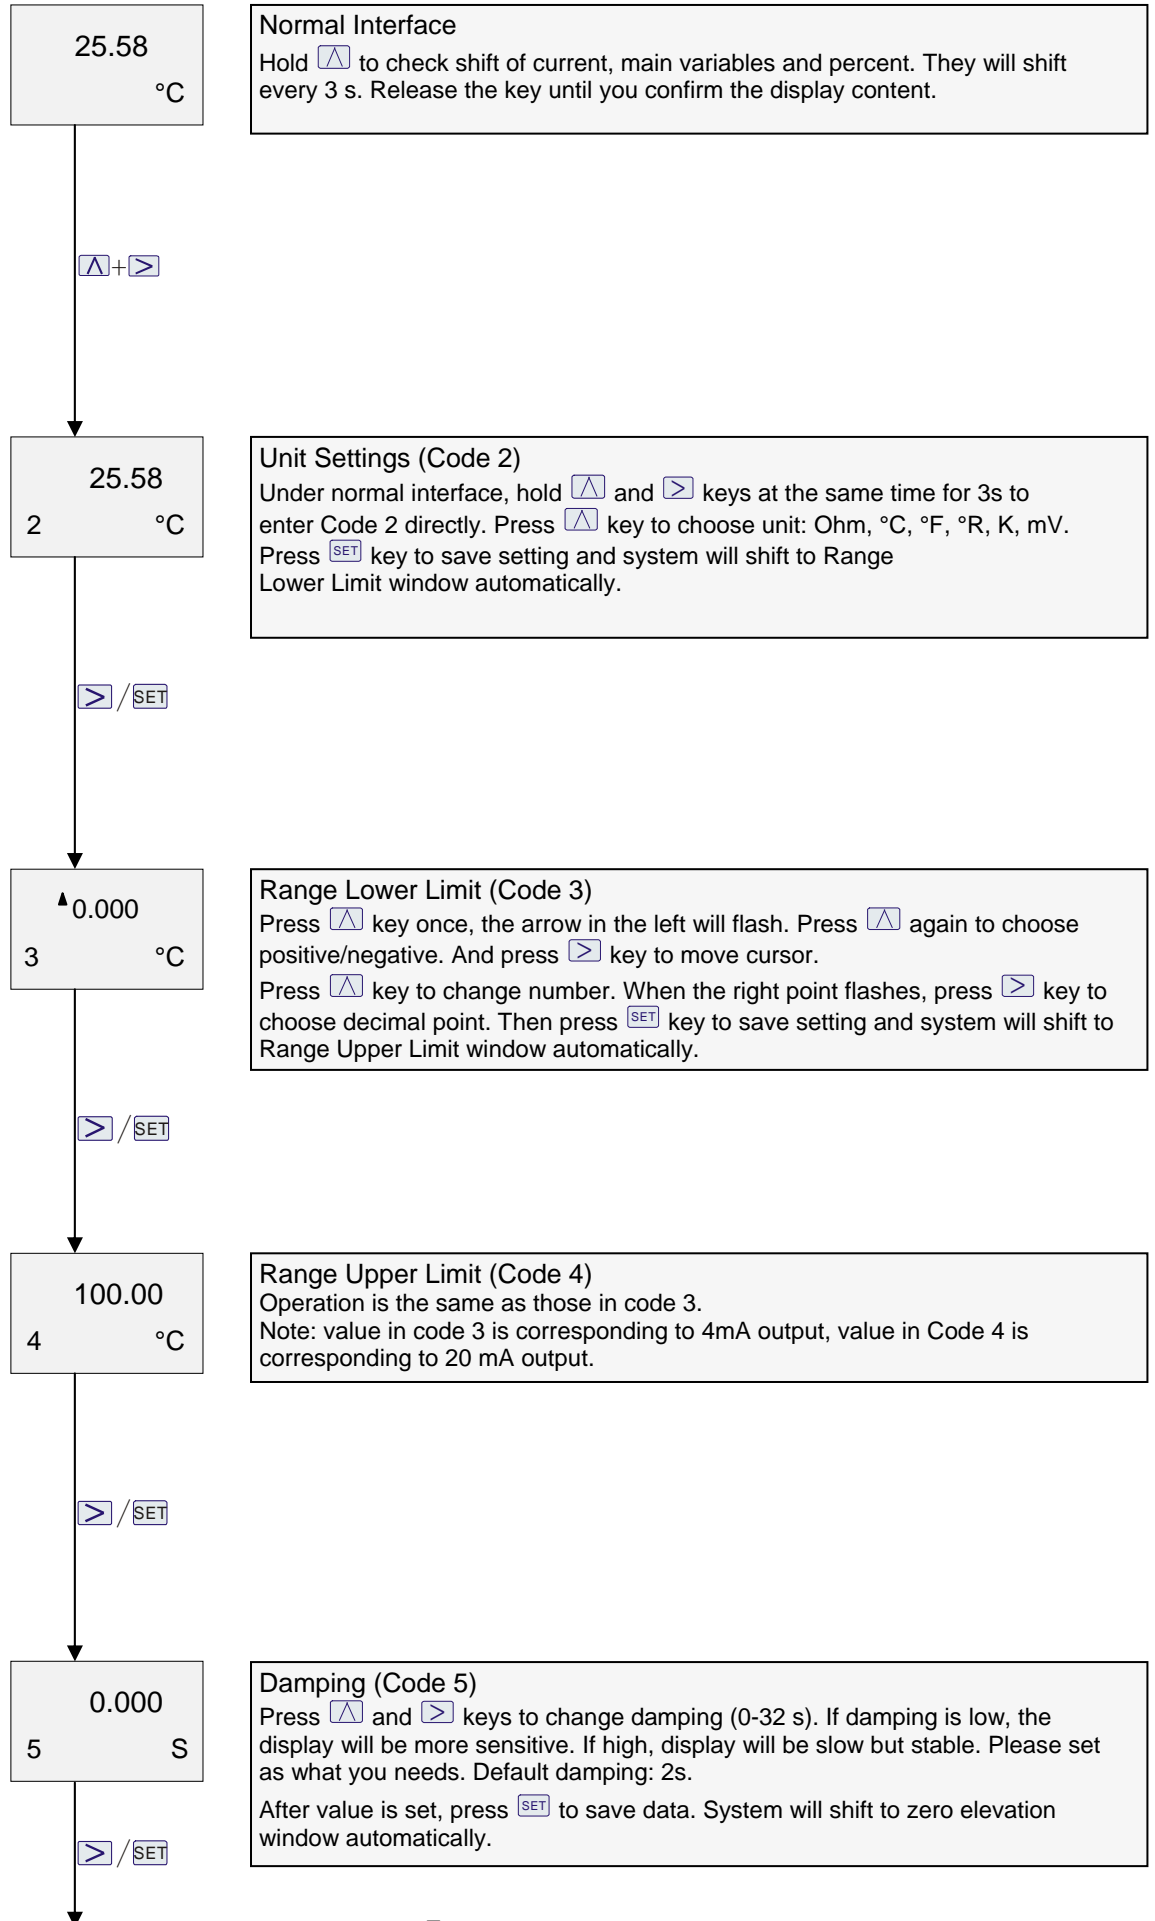 25.58
°C
Normal Interface
Hold ⋀ to check shift of current, main variables and percent. They will shift
every 3 s. Release the key until you confirm the display content.
⋀+>
25.58
2 °C
Unit Settings (Code 2)
Under normal interface, hold ⋀ and > keys at the same time for 3s to
enter Code 2 directly. Press ⋀ key to choose unit: Ohm, °C, °F, °R, K, mV.
Press SET key to save setting and system will shift to Range
Lower Limit window automatically.
>/SET
0.000
3 °C
Range Lower Limit (Code 3)
Press ⋀ key once, the arrow in the left will flash. Press ⋀ again to choose
positive/negative. And press > key to move cursor.
Press ⋀ key to change number. When the right point flashes, press > key to
choose decimal point. Then press SET key to save setting and system will shift to
Range Upper Limit window automatically.
>/SET
100.00
4 °C
Range Upper Limit (Code 4)
Operation is the same as those in code 3.
Note: value in code 3 is corresponding to 4mA output, value in Code 4 is
corresponding to 20 mA output.
>/SET
0.000
5 S
Damping (Code 5)
Press ⋀ and > keys to change damping (0-32 s). If damping is low, the
display will be more sensitive. If high, display will be slow but stable. Please set
as what you needs. Default damping: 2s.
After value is set, press SET to save data. System will shift to zero elevation
window automatically.
>/SET